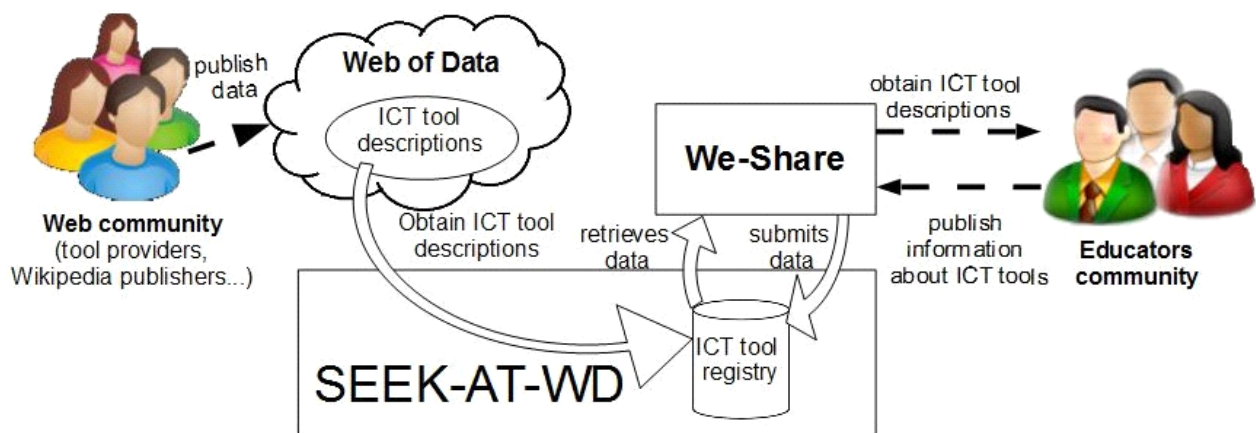 publish
data
Web of Data
ICT tool
descriptions
Web community
(tool providers,
Wikipedia publishers...)
Obtain ICT tool
descriptions
retrieves
data
submits
data
We-Share
obtain ICT tool
descriptions
publish
information
about ICT tools
Educators
community
SEEK-AT-WD
ICT tool
registry